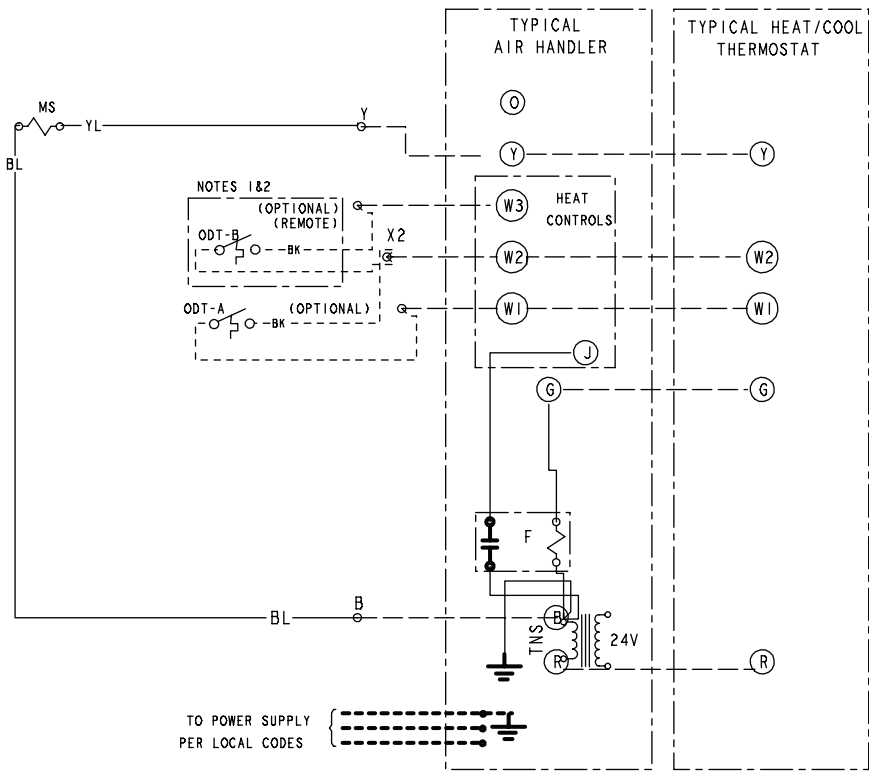 TYPICAL
AIR HANDLER
TYPICAL HEAT/COOL
THERMOSTAT
O
MS
YL
Y
BL
Y
Y
NOTES 1&2
(OPTIONAL)
(REMOTE)
W3
HEAT
CONTROLS
ODT-B
BK
X2
W2
W2
ODT-A
(OPTIONAL)
BK
W1
W1
J
G
G
F
BL
B
B
TNS
24V
R
R
TO POWER SUPPLY
PER LOCAL CODES